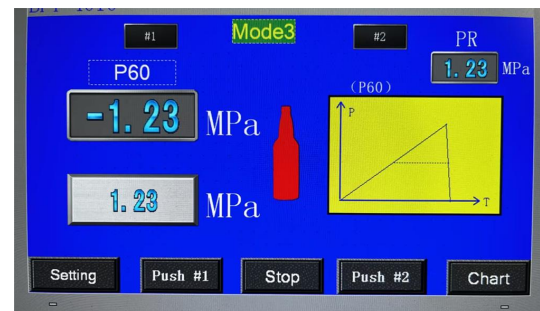 #1
Mode3
#2
PR
1.23 MPa
P60
-1.23 MPa
(P60)
P
T
1.23 MPa
Setting
Push #1
Stop
Push #2
Chart